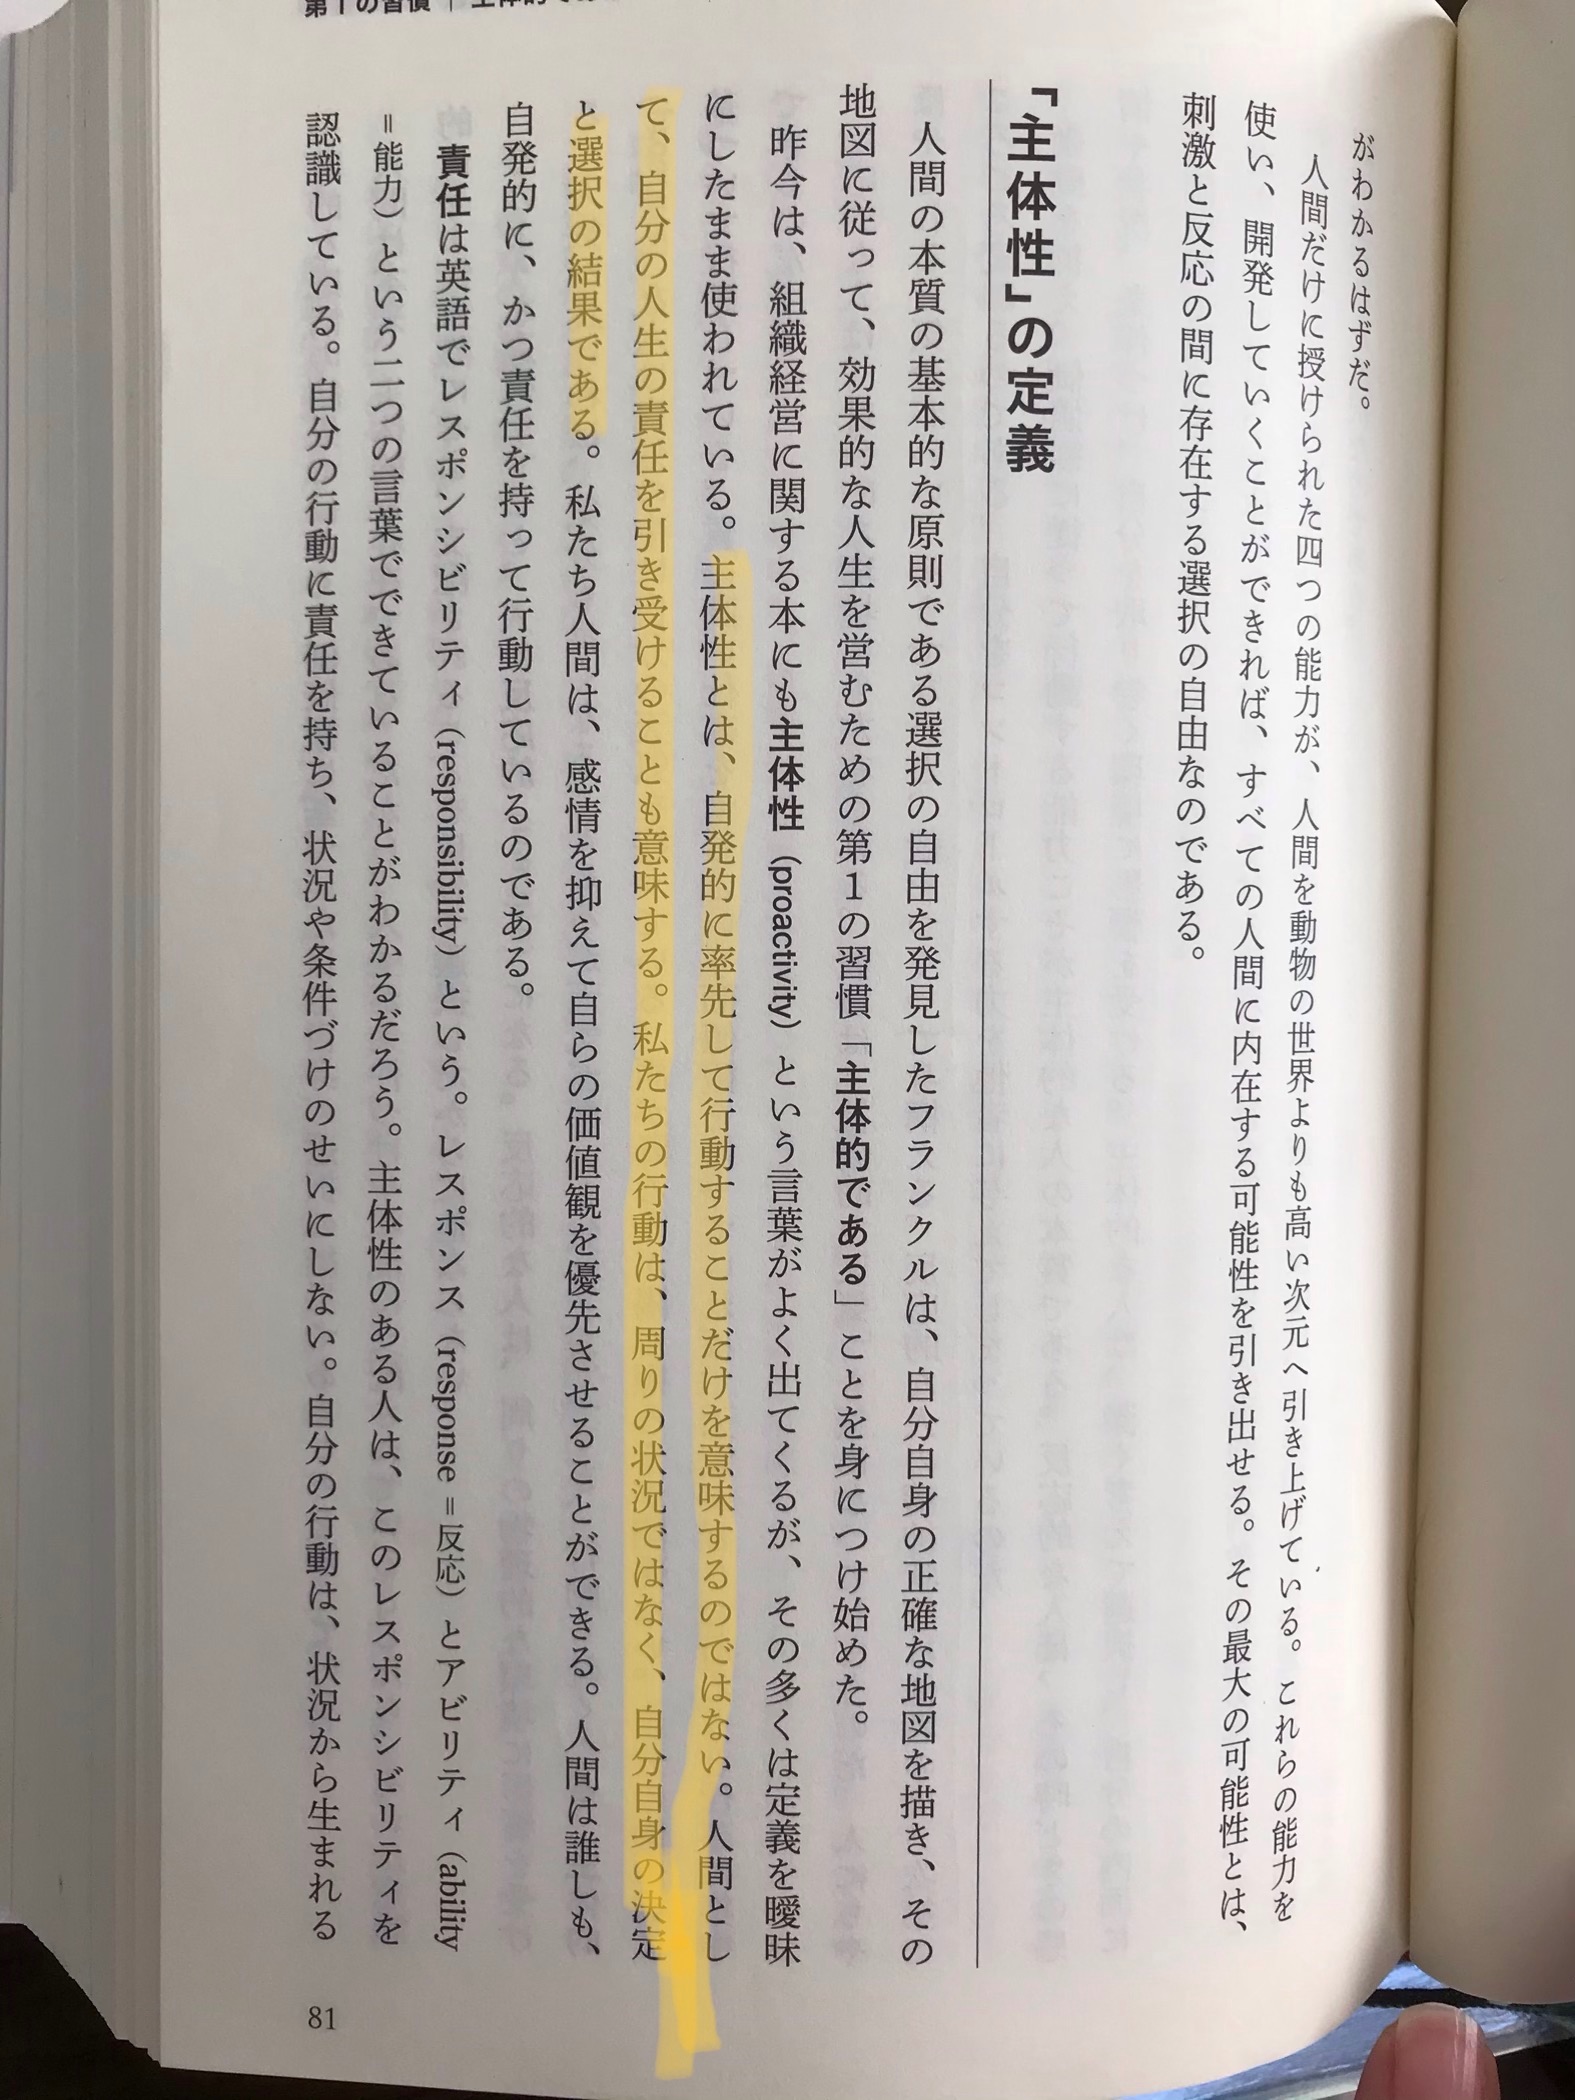 第1の習慣
がわかるはずだ。
人間だけに授けられた四つの能力が、人間を動物の世界よりも高い次元へ引き上げている。これらの能力を
使い、開発していくことができれば、すべての人間に内在する可能性を引き出せる。その最大の可能性とは、
刺激と反応の間に存在する選択の自由なのである。
「主体性」の定義
人間の本質の基本的な原則である選択の自由を発見したフランクルは、自分自身の正確な地図を描き、その
地図に従って、効果的な人生を営むための第1の習慣「主体的である」ことを身につけ始めた。
昨今は、組織経営に関する本にも主体性（proactivity）という言葉がよく出てくるが、その多くは定義を曖昧
にしたまま使われている。主体性とは、自発的に率先して行動することだけを意味するのではない。人間とし
て、自分の人生の責任を引き受けることも意味する。私たちの行動は、周りの状況ではなく、自分自身の決定
と選択の結果である。私たち人間は、感情を抑えて自らの価値観を優先させることができる。人間は誰しも、
自発的に、かつ責任を持って行動しているのである。
責任は英語でレスポンシビリティ（responsibility）という。レスポンス（response＝反応）とアビリティ（ability
＝能力）という二つの言葉でできていることがわかるだろう。主体性のある人は、このレスポンシビリティを
認識している。自分の行動に責任を持ち、状況や条件づけのせいにしない。自分の行動は、状況から生まれる
81